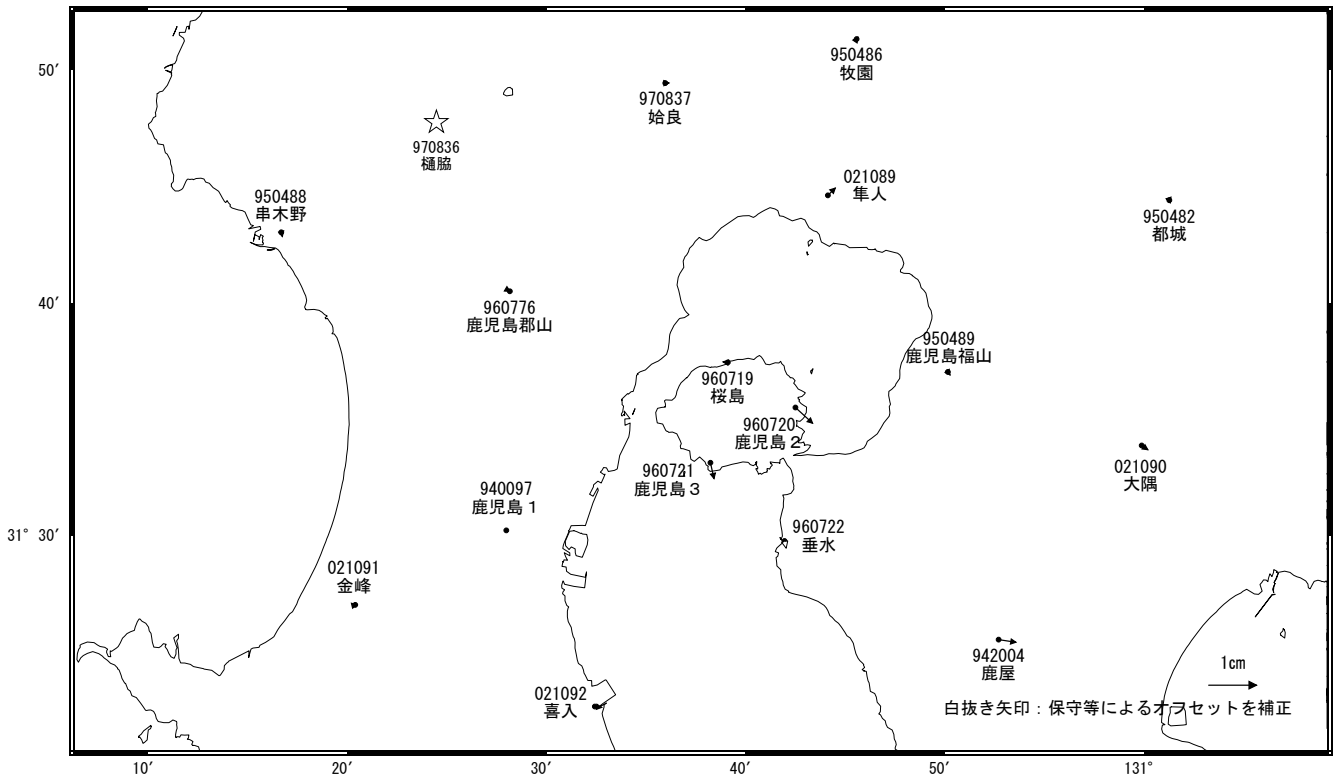 50′
40′
31° 30′
950486
牧園
970837
姶良
970836
樋脇
021089
隼人
950488
串木野
950482
都城
960776
鹿児島郡山
950489
鹿児島福山
960719
桜島
960720
鹿児島２
960721
鹿児島３
021090
大隅
940097
鹿児島１
960722
垂水
021091
金峰
942004
鹿屋
021092
喜入
1cm
白抜き矢印：保守等によるオフセットを補正
10′
20′
30′
40′
50′
131°